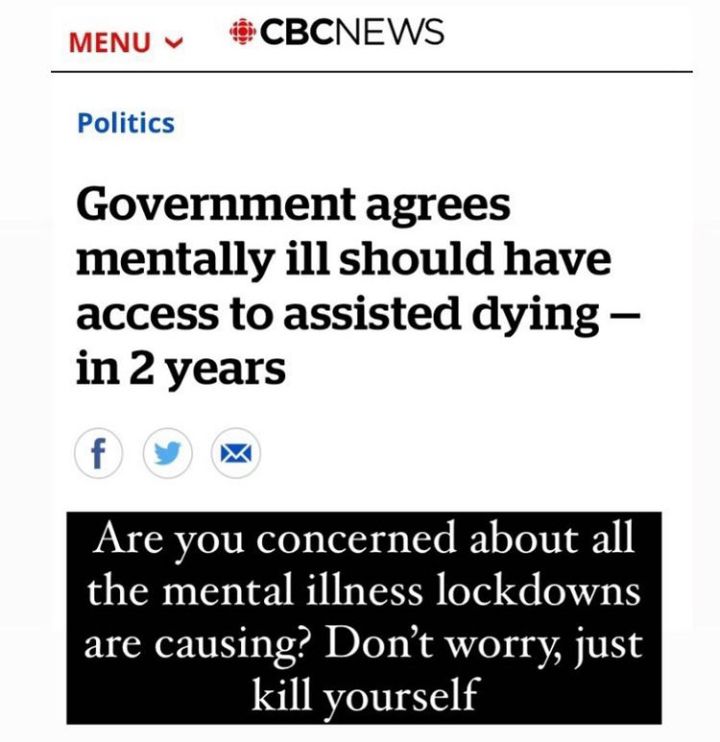 MENU CBCNEWS
Politics
Government agrees
mentally ill should have
access to assisted dying —
in 2 years
f
Are you concerned about all
the mental illness lockdowns
are causing? Don't worry, just
kill yourself